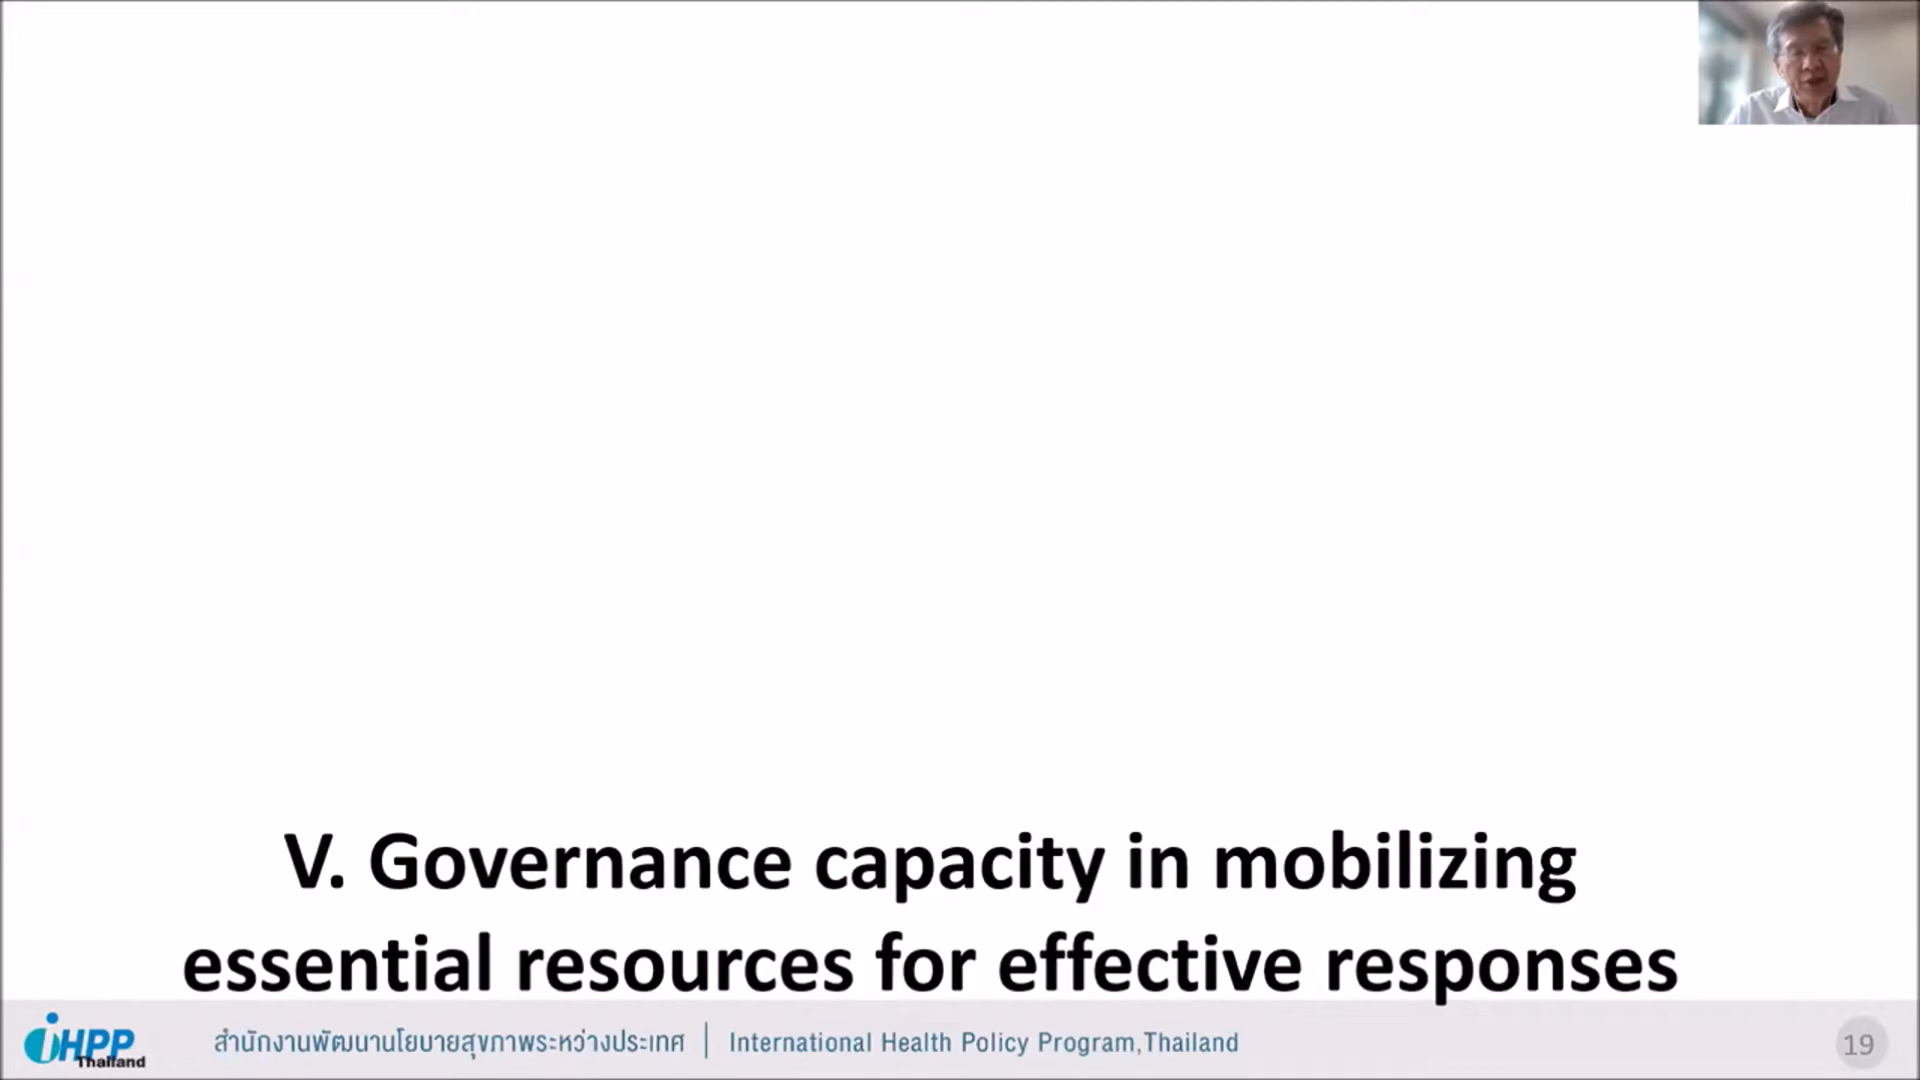 V. Governance capacity in mobilizing
essential resources for effective responses
iHPP
Thailand
สำนักงานพัฒนานโยบายสุขภาพระหว่างประเทศ | International Health Policy Program,Thailand
19